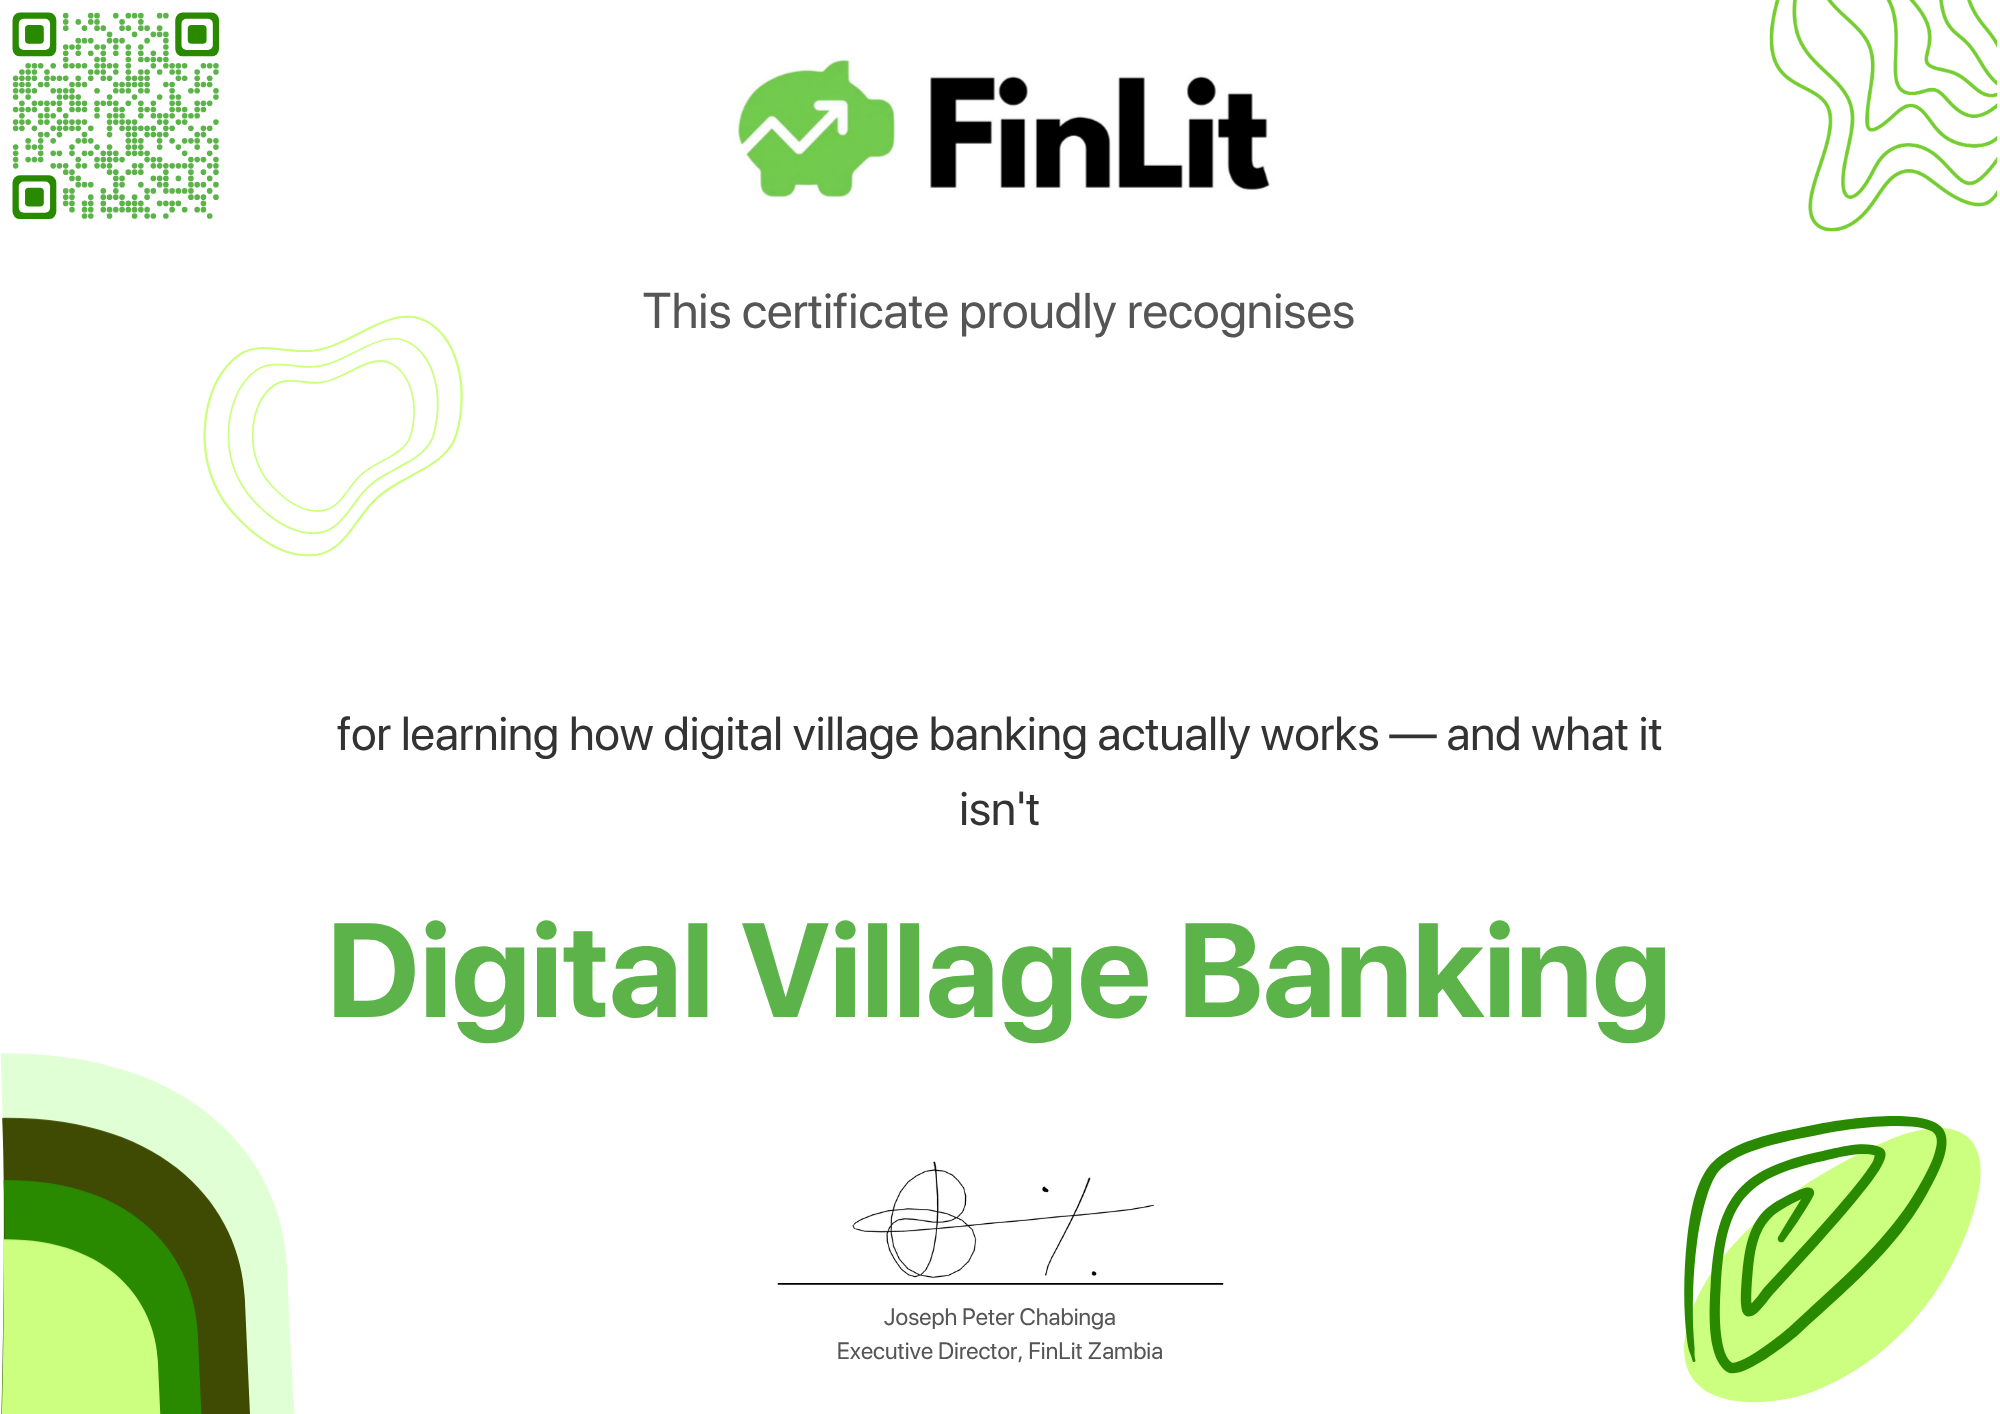 FinLit
This certificate proudly recognises
for learning how digital village banking actually works — and what it
isn't
Digital Village Banking
Joseph Peter Chabinga
Executive Director, FinLit Zambia